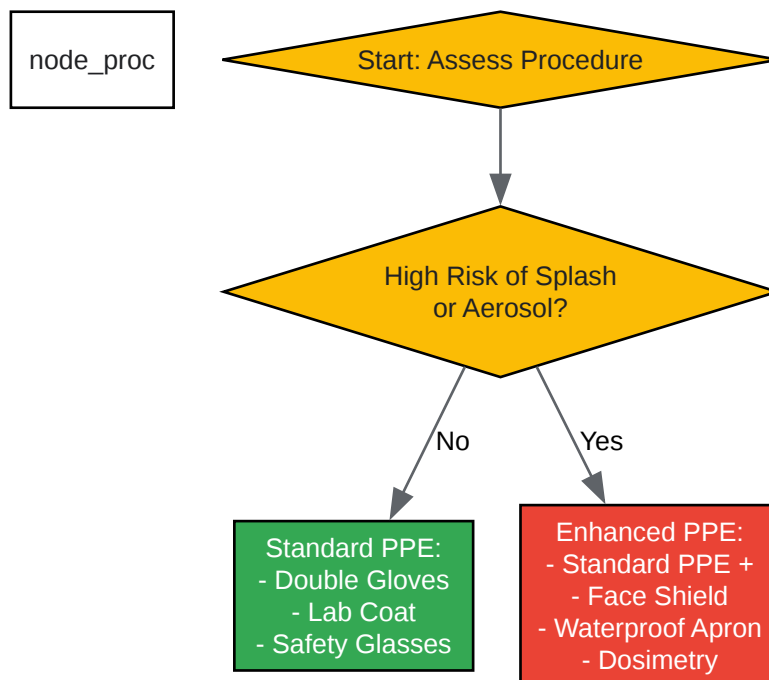 node_proc
Start: Assess Procedure
High Risk of Splash
or Aerosol?
No
Yes
Standard PPE:
- Double Gloves
- Lab Coat
- Safety Glasses
Enhanced PPE:
- Standard PPE +
- Face Shield
- Waterproof Apron
- Dosimetry